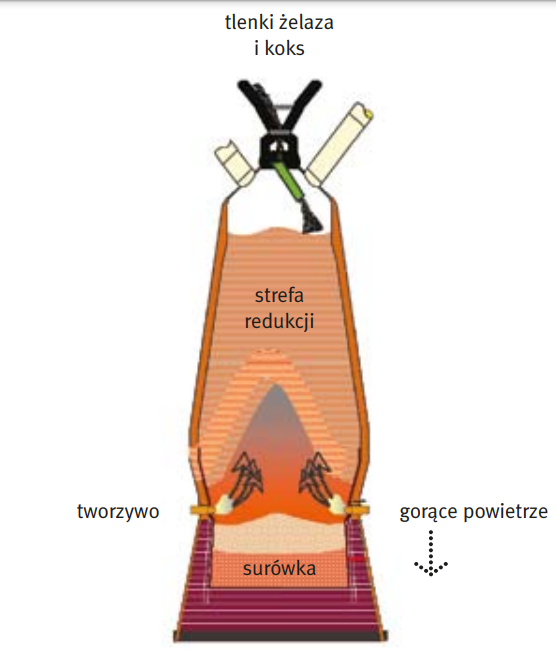 tlenki żelaza
i koks
strefa
redukcji
tworzywo
gorące powietrze
surówka